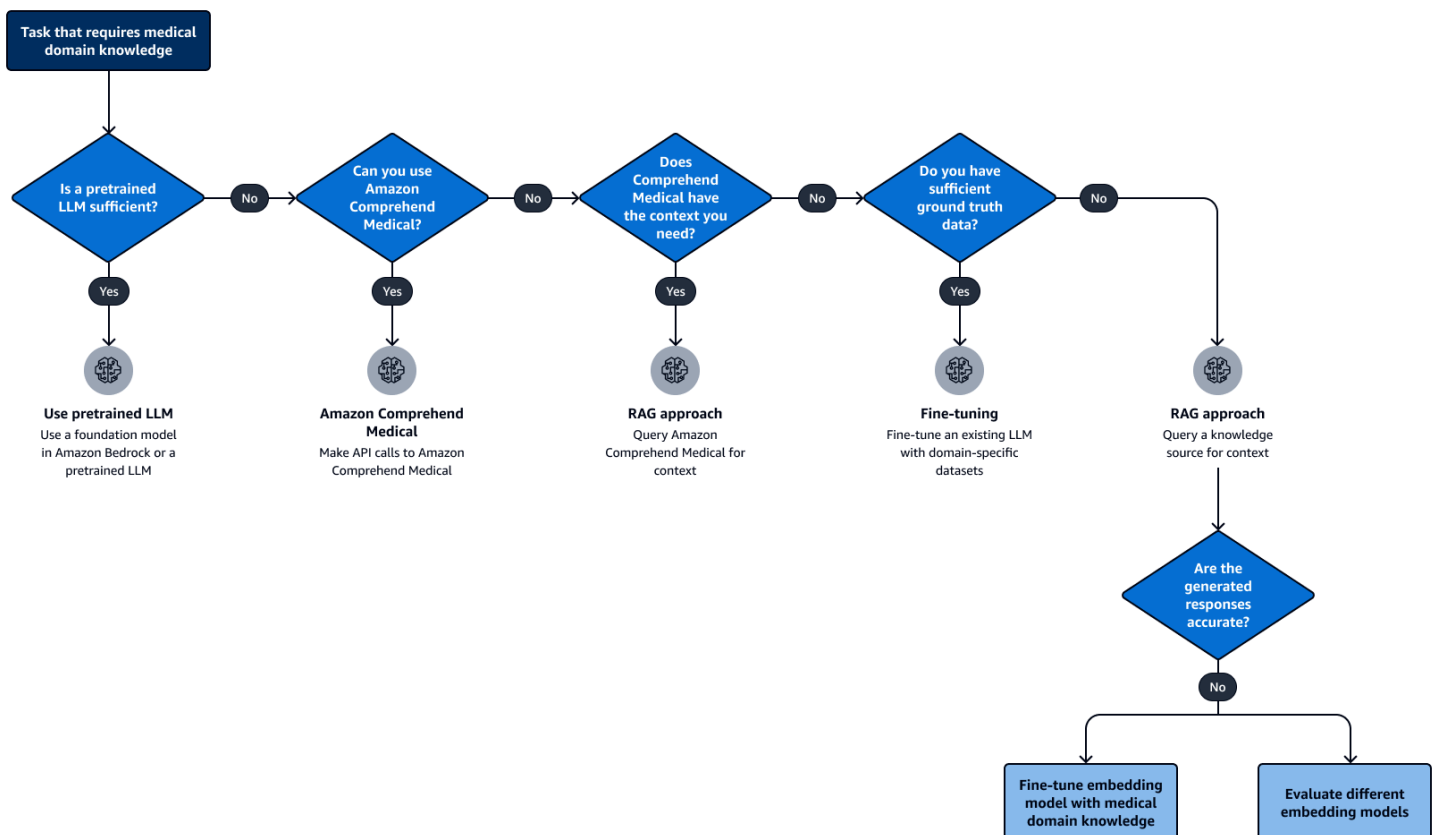 Task that requires medical
domain knowledge
Is a pretrained
LLM sufficient?
No
Can you use
Amazon
Comprehend
Medical?
No
Does
Comprehend
Medical have
the context you
need?
No
Do you have
sufficient
ground truth
data?
No
Yes
Yes
Yes
Yes
Use pretrained LLM
Use a foundation model
in Amazon Bedrock or a
pretrained LLM
Amazon Comprehend
Medical
Make API calls to Amazon
Comprehend Medical
RAG approach
Query Amazon
Comprehend Medical for
context
Fine-tuning
Fine-tune an existing LLM
with domain-specific
datasets
RAG approach
Query a knowledge
source for context
Are the
generated
responses
accurate?
No
Fine-tune embedding
model with medical
domain knowledge
Evaluate different
embedding models